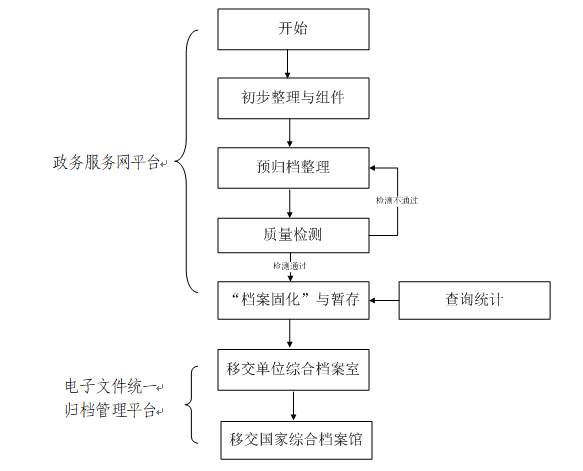 开始
初步整理与组件
政务服务网平台
预归档整理
检测不通过
质量检测
检测通过
“档案固化”与暂存
查询统计
移交单位综合档案室
电子文件统一
归档管理平台
移交国家综合档案馆